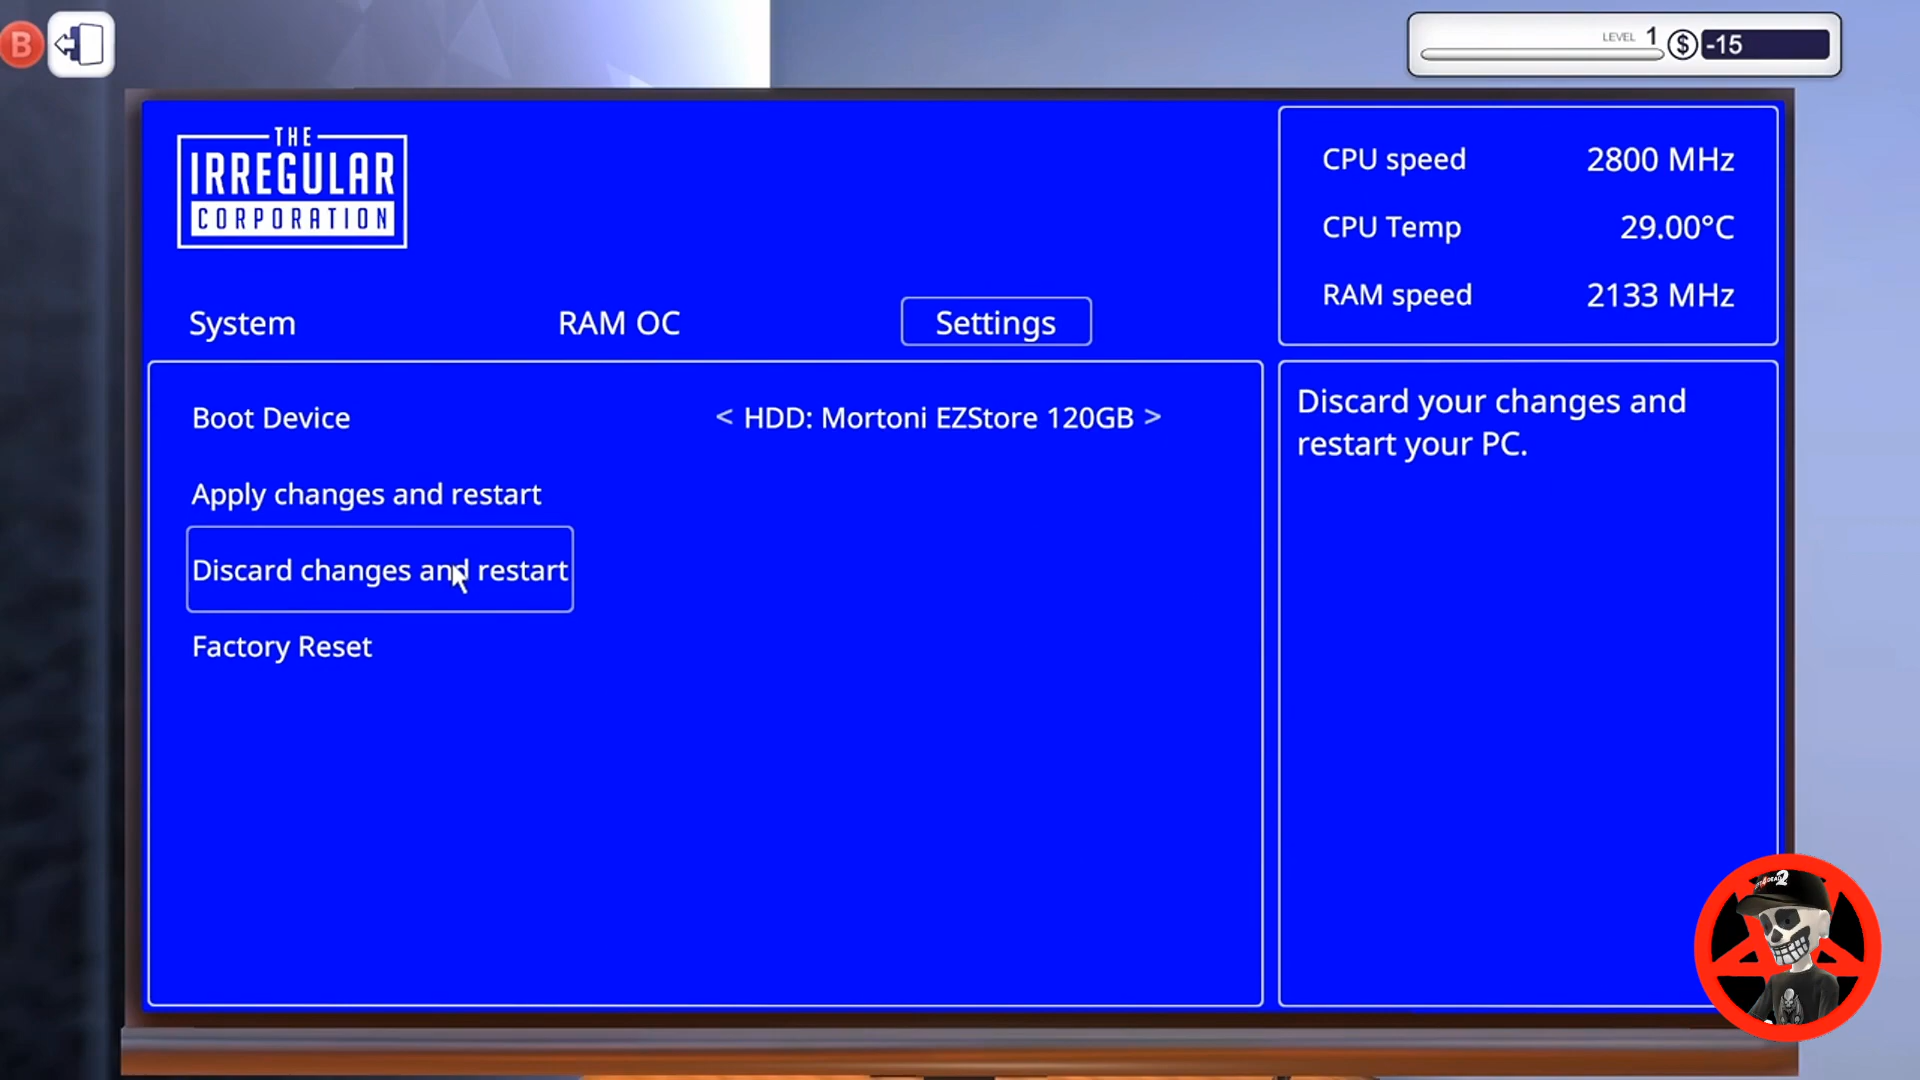 B
LEVEL 1
$ -15
THE
IRREGULAR
CORPORATION
CPU speed 2800 MHz
CPU Temp 29.00°C
RAM speed 2133 MHz
System RAM OC Settings
Boot Device < HDD: Mortoni EZStore 120GB >
Apply changes and restart
Discard changes and restart
Factory Reset
Discard your changes and
restart your PC.
2